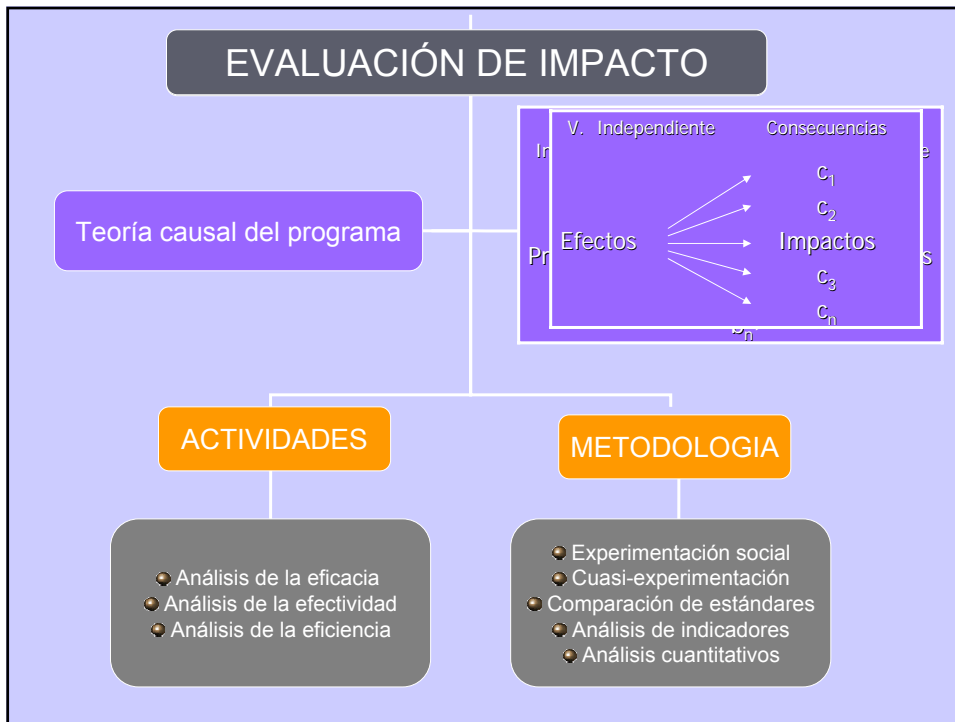 EVALUACIÓN DE IMPACTO
V. Independiente Consecuencias
c1
c2
Teoría causal del programa
Efectos Impactos
c3
cn
ACTIVIDADES
METODOLOGIA
Análisis de la eficacia
Análisis de la efectividad
Análisis de la eficiencia
Experimentación social
Cuasi-experimentación
Comparación de estándares
Análisis de indicadores
Análisis cuantitativos